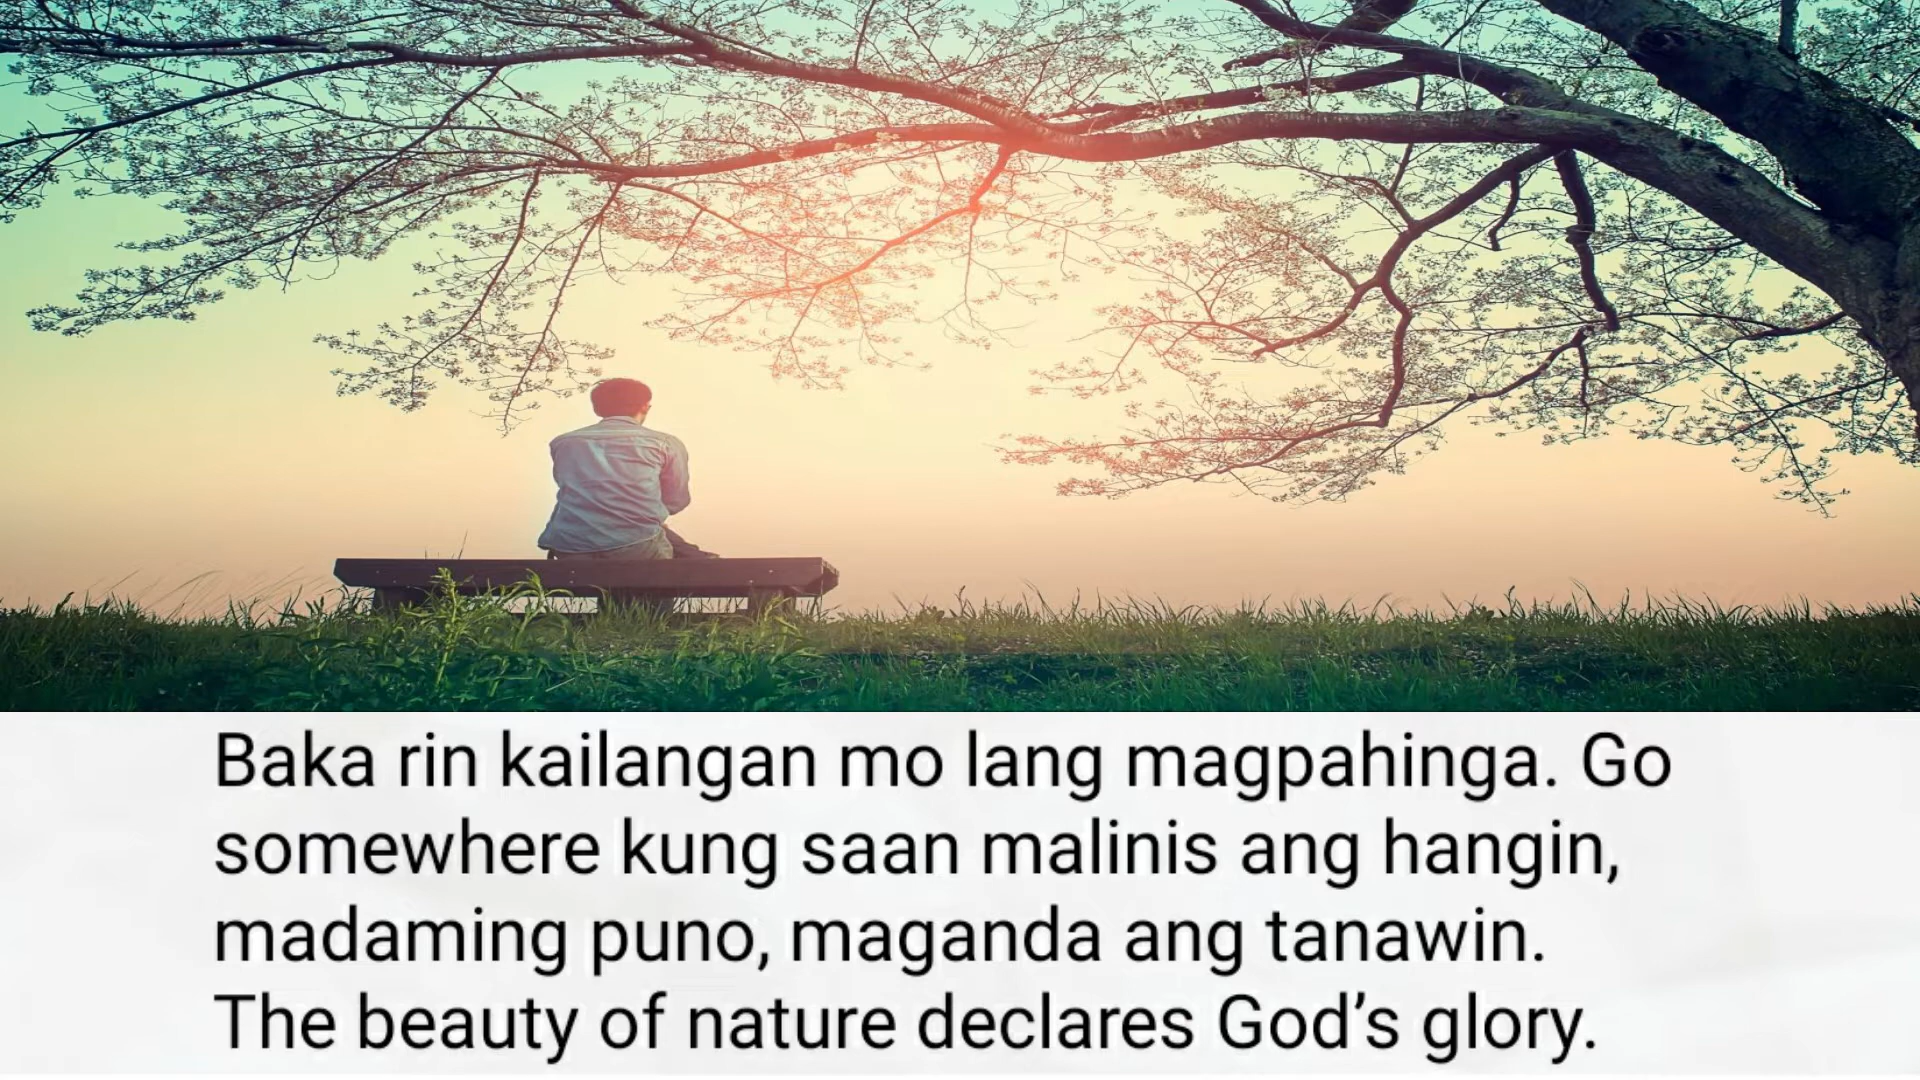 Baka rin kailangan mo lang magpahinga. Go
somewhere kung saan malinis ang hangin,
madaming puno, maganda ang tanawin.
The beauty of nature declares God’s glory.